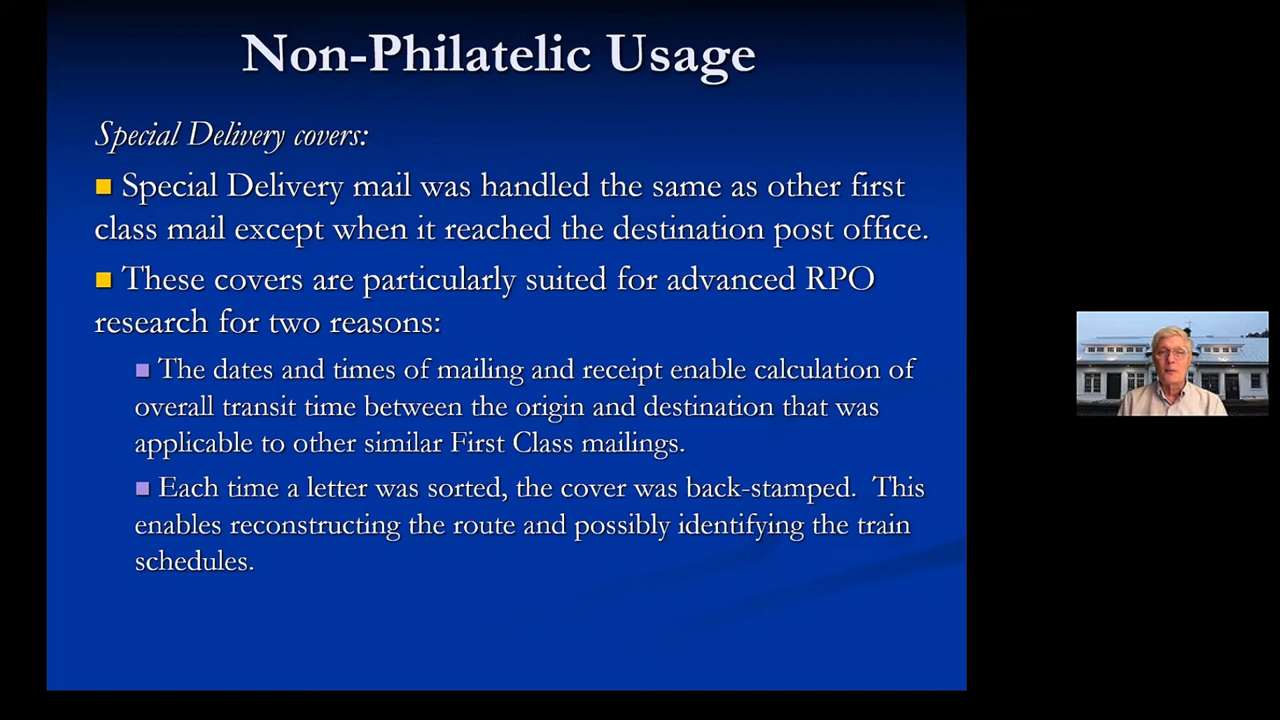 Non-Philatelic Usage
Special Delivery covers:
Special Delivery mail was handled the same as other first
class mail except when it reached the destination post office.
These covers are particularly suited for advanced RPO
research for two reasons:
The dates and times of mailing and receipt enable calculation of
overall transit time between the origin and destination that was
applicable to other similar First Class mailings.
Each time a letter was sorted, the cover was back-stamped.  This
enables reconstructing the route and possibly identifying the train
schedules.